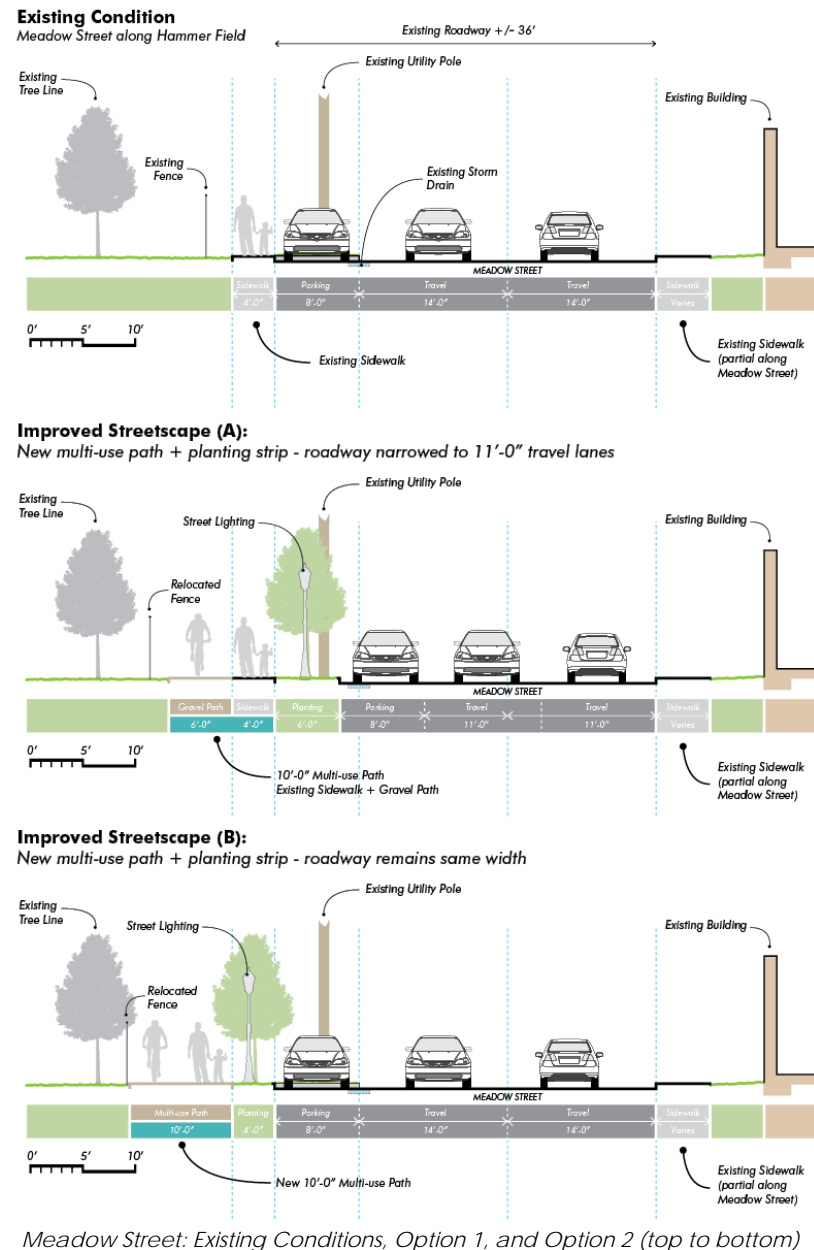 Existing Condition
Meadow Street along Hammer Field
Existing Roadway +/- 36'
Existing Utility Pole
Existing
Tree Line
Existing Building
Existing
Fence
Existing Storm
Drain
MEADOW STREET
Sidewalk
Parking
Travel
Travel
Sidewalk
4'-0"
8'-0"
14'-0"
14'-0"
Varies
0' 5' 10'
Existing Sidewalk
Existing Sidewalk
(partial along
Meadow Street)
Improved Streetscape (A):
New multi-use path + planting strip - roadway narrowed to 11'-0" travel lanes
Existing Utility Pole
Existing
Tree Line
Street Lighting
Existing Building
Relocated
Fence
MEADOW STREET
Gravel Path
Sidewalk
Planting
Parking
Travel
Travel
Sidewalk
6'-0"
4'-0"
6'-0"
8'-0"
11'-0"
11'-0"
Varies
0' 5' 10'
10'-0" Multi-use Path
Existing Sidewalk + Gravel Path
Existing Sidewalk
(partial along
Meadow Street)
Improved Streetscape (B):
New multi-use path + planting strip - roadway remains same width
Existing Utility Pole
Existing
Tree Line
Street Lighting
Existing Building
Relocated
Fence
MEADOW STREET
Multi-use Path
Planting
Parking
Travel
Travel
Sidewalk
10'-0"
4'-0"
8'-0"
14'-0"
14'-0"
Varies
0' 5' 10'
New 10'-0" Multi-use Path
Existing Sidewalk
(partial along
Meadow Street)
Meadow Street: Existing Conditions, Option 1, and Option 2 (top to bottom)